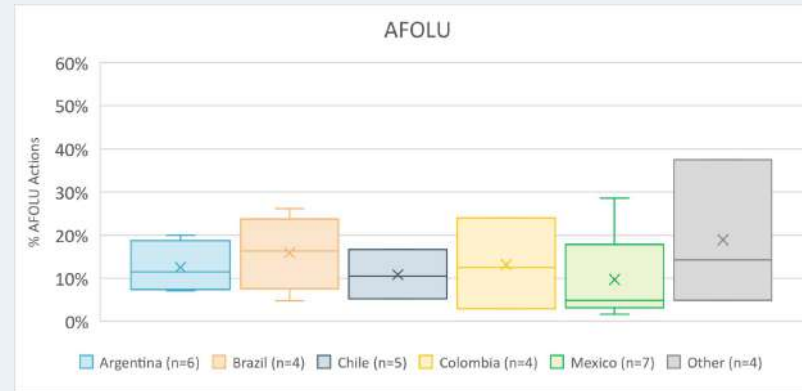 AFOLU
60%
50%
40%
30%
20%
10%
0%
% AFOLU Actions
Argentina (n=6) Brazil (n=4) Chile (n=5) Colombia (n=4) Mexico (n=7) Other (n=4)